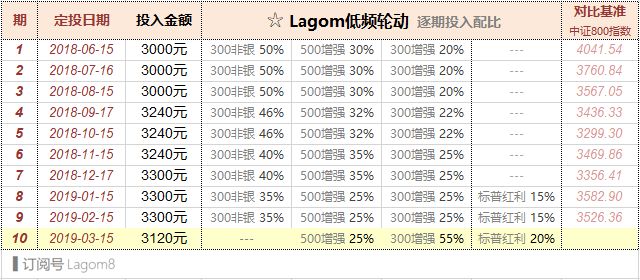 期 定投日期 投入金额 ☆ Lagom低频轮动 逐期投入配比 对比基准
中证800指数
1 2018-06-15 3000元 300非银 50% 500增强 30% 300增强 20% --- 4041.54
2 2018-07-16 3000元 300非银 50% 500增强 30% 300增强 20% --- 3760.84
3 2018-08-15 3000元 300非银 50% 500增强 30% 300增强 20% --- 3567.05
4 2018-09-17 3240元 300非银 46% 500增强 32% 300增强 22% --- 3436.33
5 2018-10-15 3240元 300非银 46% 500增强 32% 300增强 22% --- 3299.30
6 2018-11-15 3240元 300非银 40% 500增强 35% 300增强 25% --- 3469.86
7 2018-12-17 3300元 300非银 40% 500增强 35% 300增强 25% --- 3356.41
8 2019-01-15 3300元 300非银 35% 500增强 25% 300增强 25% 标普红利 15% 3582.90
9 2019-02-15 3300元 300非银 35% 500增强 25% 300增强 25% 标普红利 15% 3526.36
10 2019-03-15 3120元 --- 500增强 25% 300增强 55% 标普红利 20%
订阅号 Lagom8